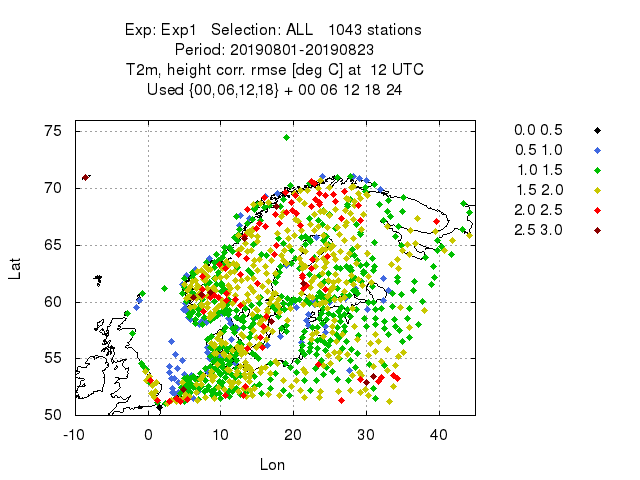 Exp: Exp1 Selection: ALL 1043 stations
Period: 20190801-20190823
T2m, height corr. rmse [deg C] at 12 UTC
Used {00,06,12,18} + 00 06 12 18 24
0.0 0.5
0.5 1.0
1.0 1.5
1.5 2.0
2.0 2.5
2.5 3.0
75
70
65
60
55
50
Lat
-10 0 10 20 30 40
Lon